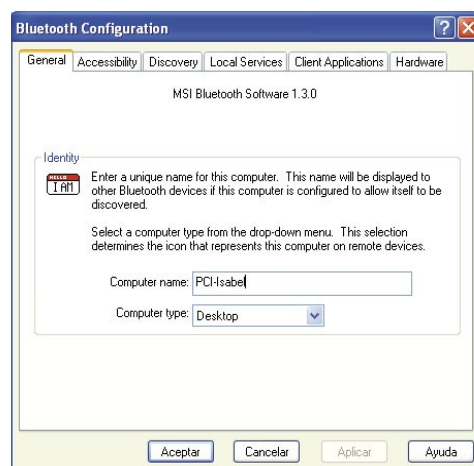 Bluetooth Configuration
General Accessibility Discovery Local Services Client Applications Hardware
MSI Bluetooth Software 1.3.0
Identity
HELLO
I AM
Enter a unique name for this computer. This name will be displayed to
other Bluetooth devices if this computer is configured to allow itself to be
discovered.
Select a computer type from the drop-down menu. This selection
determines the icon that represents this computer on remote devices.
Computer name: PCI-Isabel
Computer type: Desktop
Aceptar Cancelar Aplicar Ayuda